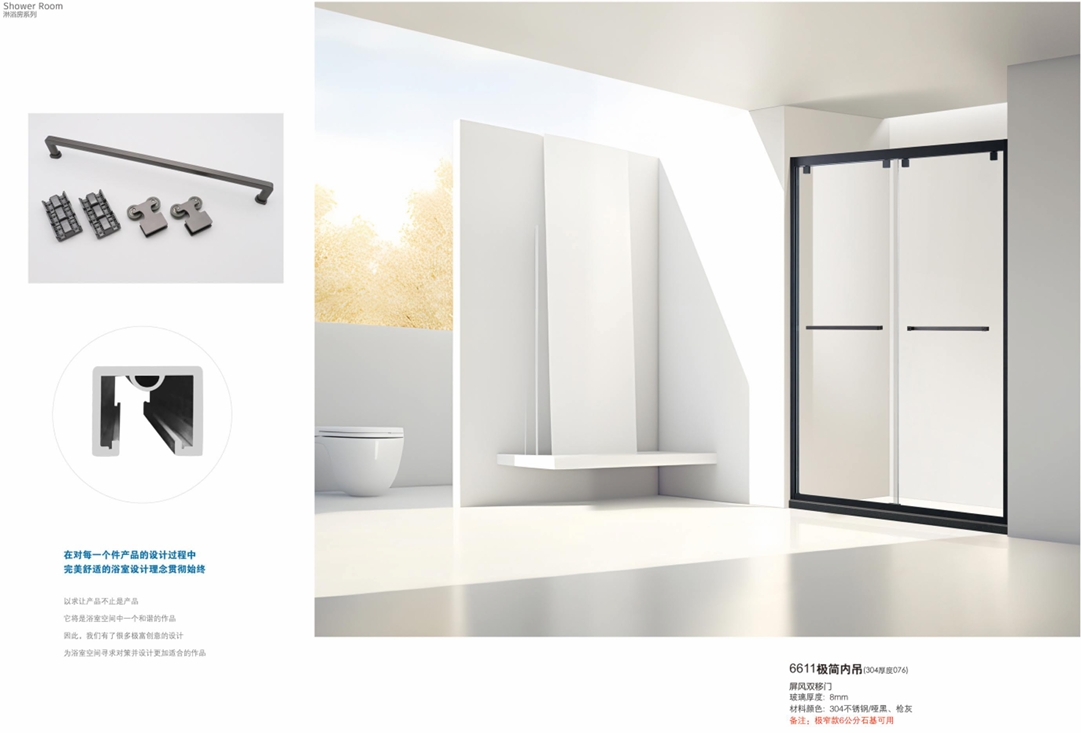 Shower Room
淋浴房系列
在对每一个件产品的设计过程中
完美舒适的浴室设计理念贯彻始终
以求让产品不止是产品
它将是浴室空间中一个和谐的作品
因此，我们有了很多极富创意的设计
为浴室空间寻求对策并设计更加适合的作品
6611极简内吊(304厚度076)
屏风双移门
玻璃厚度: 8mm
材料颜色: 304不锈钢/哑黑、枪灰
备注：极窄款6公分石基可用